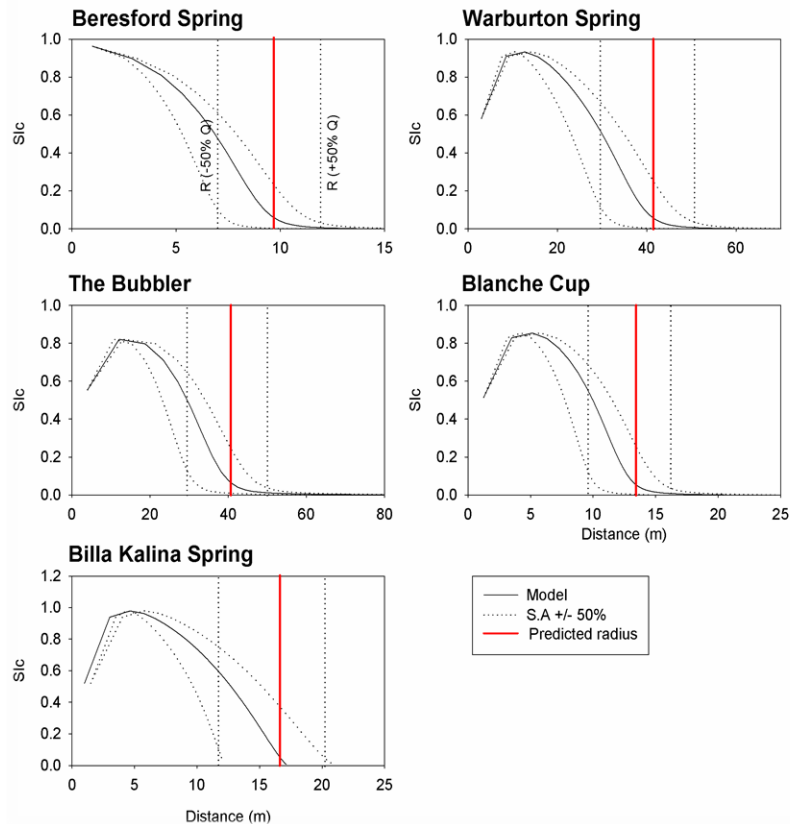 Beresford Spring
Warburton Spring
SIc
1.0
0.8
0.6
0.4
0.2
0.0
R (-50% Q)
R (+50% Q)
0 5 10 15
SIc
1.0
0.8
0.6
0.4
0.2
0.0
0 20 40 60
The Bubbler
Blanche Cup
SIc
1.0
0.8
0.6
0.4
0.2
0.0
0 20 40 60 80
SIc
1.0
0.8
0.6
0.4
0.2
0.0
0 5 10 15 20 25
Distance (m)
Billa Kalina Spring
SIc
1.2
1.0
0.8
0.6
0.4
0.2
0.0
0 5 10 15 20 25
Distance (m)
Model
S.A +/- 50%
Predicted radius